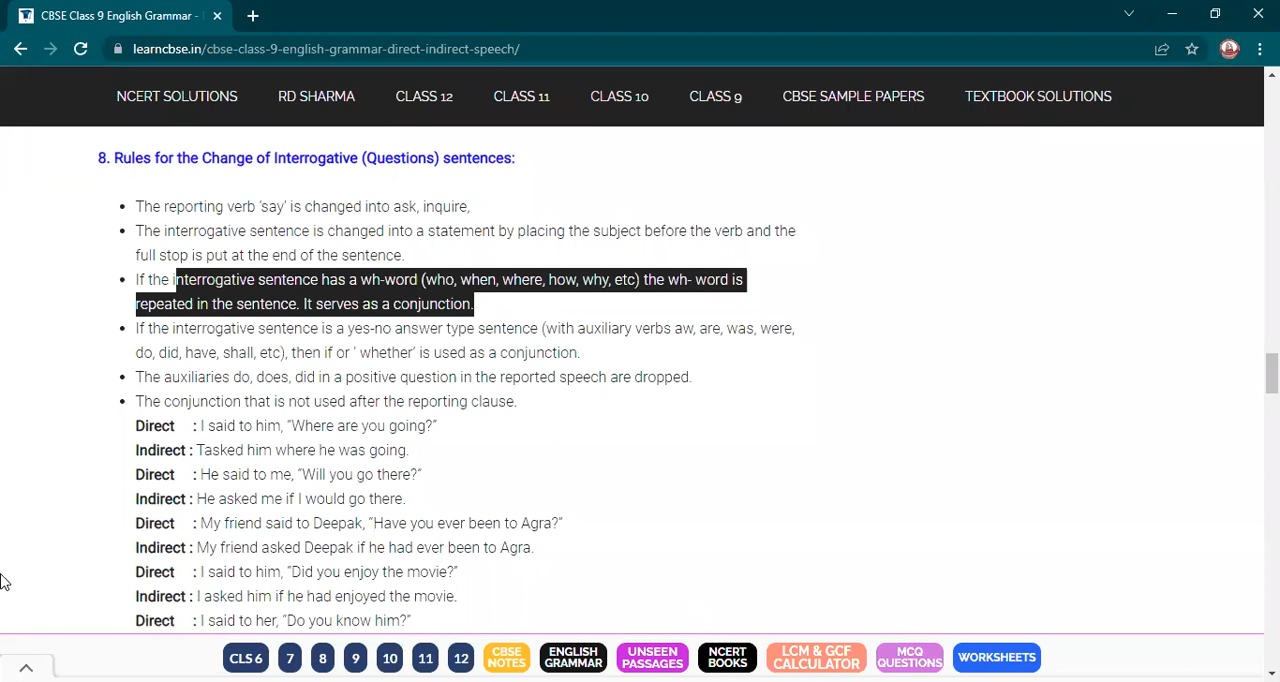 CBSE Class 9 English Grammar -
learncbse.in/cbse-class-9-english-grammar-direct-indirect-speech/
NCERT SOLUTIONS RD SHARMA CLASS 12 CLASS 11 CLASS 10 CLASS 9 CBSE SAMPLE PAPERS TEXTBOOK SOLUTIONS
8. Rules for the Change of Interrogative (Questions) sentences:
• The reporting verb ‘say’ is changed into ask, inquire,
• The interrogative sentence is changed into a statement by placing the subject before the verb and the
full stop is put at the end of the sentence.
• If the interrogative sentence has a wh-word (who, when, where, how, why, etc) the wh- word is
repeated in the sentence. It serves as a conjunction.
• If the interrogative sentence is a yes-no answer type sentence (with auxiliary verbs aw, are, was, were,
do, did, have, shall, etc), then if or ‘ whether’ is used as a conjunction.
• The auxiliaries do, does, did in a positive question in the reported speech are dropped.
• The conjunction that is not used after the reporting clause.
Direct : I said to him, “Where are you going?”
Indirect : Tasked him where he was going.
Direct : He said to me, “Will you go there?”
Indirect : He asked me if I would go there.
Direct : My friend said to Deepak, “Have you ever been to Agra?”
Indirect : My friend asked Deepak if he had ever been to Agra.
Direct : I said to him, “Did you enjoy the movie?”
Indirect : I asked him if he had enjoyed the movie.
Direct : I said to her, “Do you know him?”
CLS 6 7 8 9 10 11 12 CBSE NOTES ENGLISH GRAMMAR UNSEEN PASSAGES NCERT BOOKS LCM & GCF CALCULATOR MCQ QUESTIONS WORKSHEETS